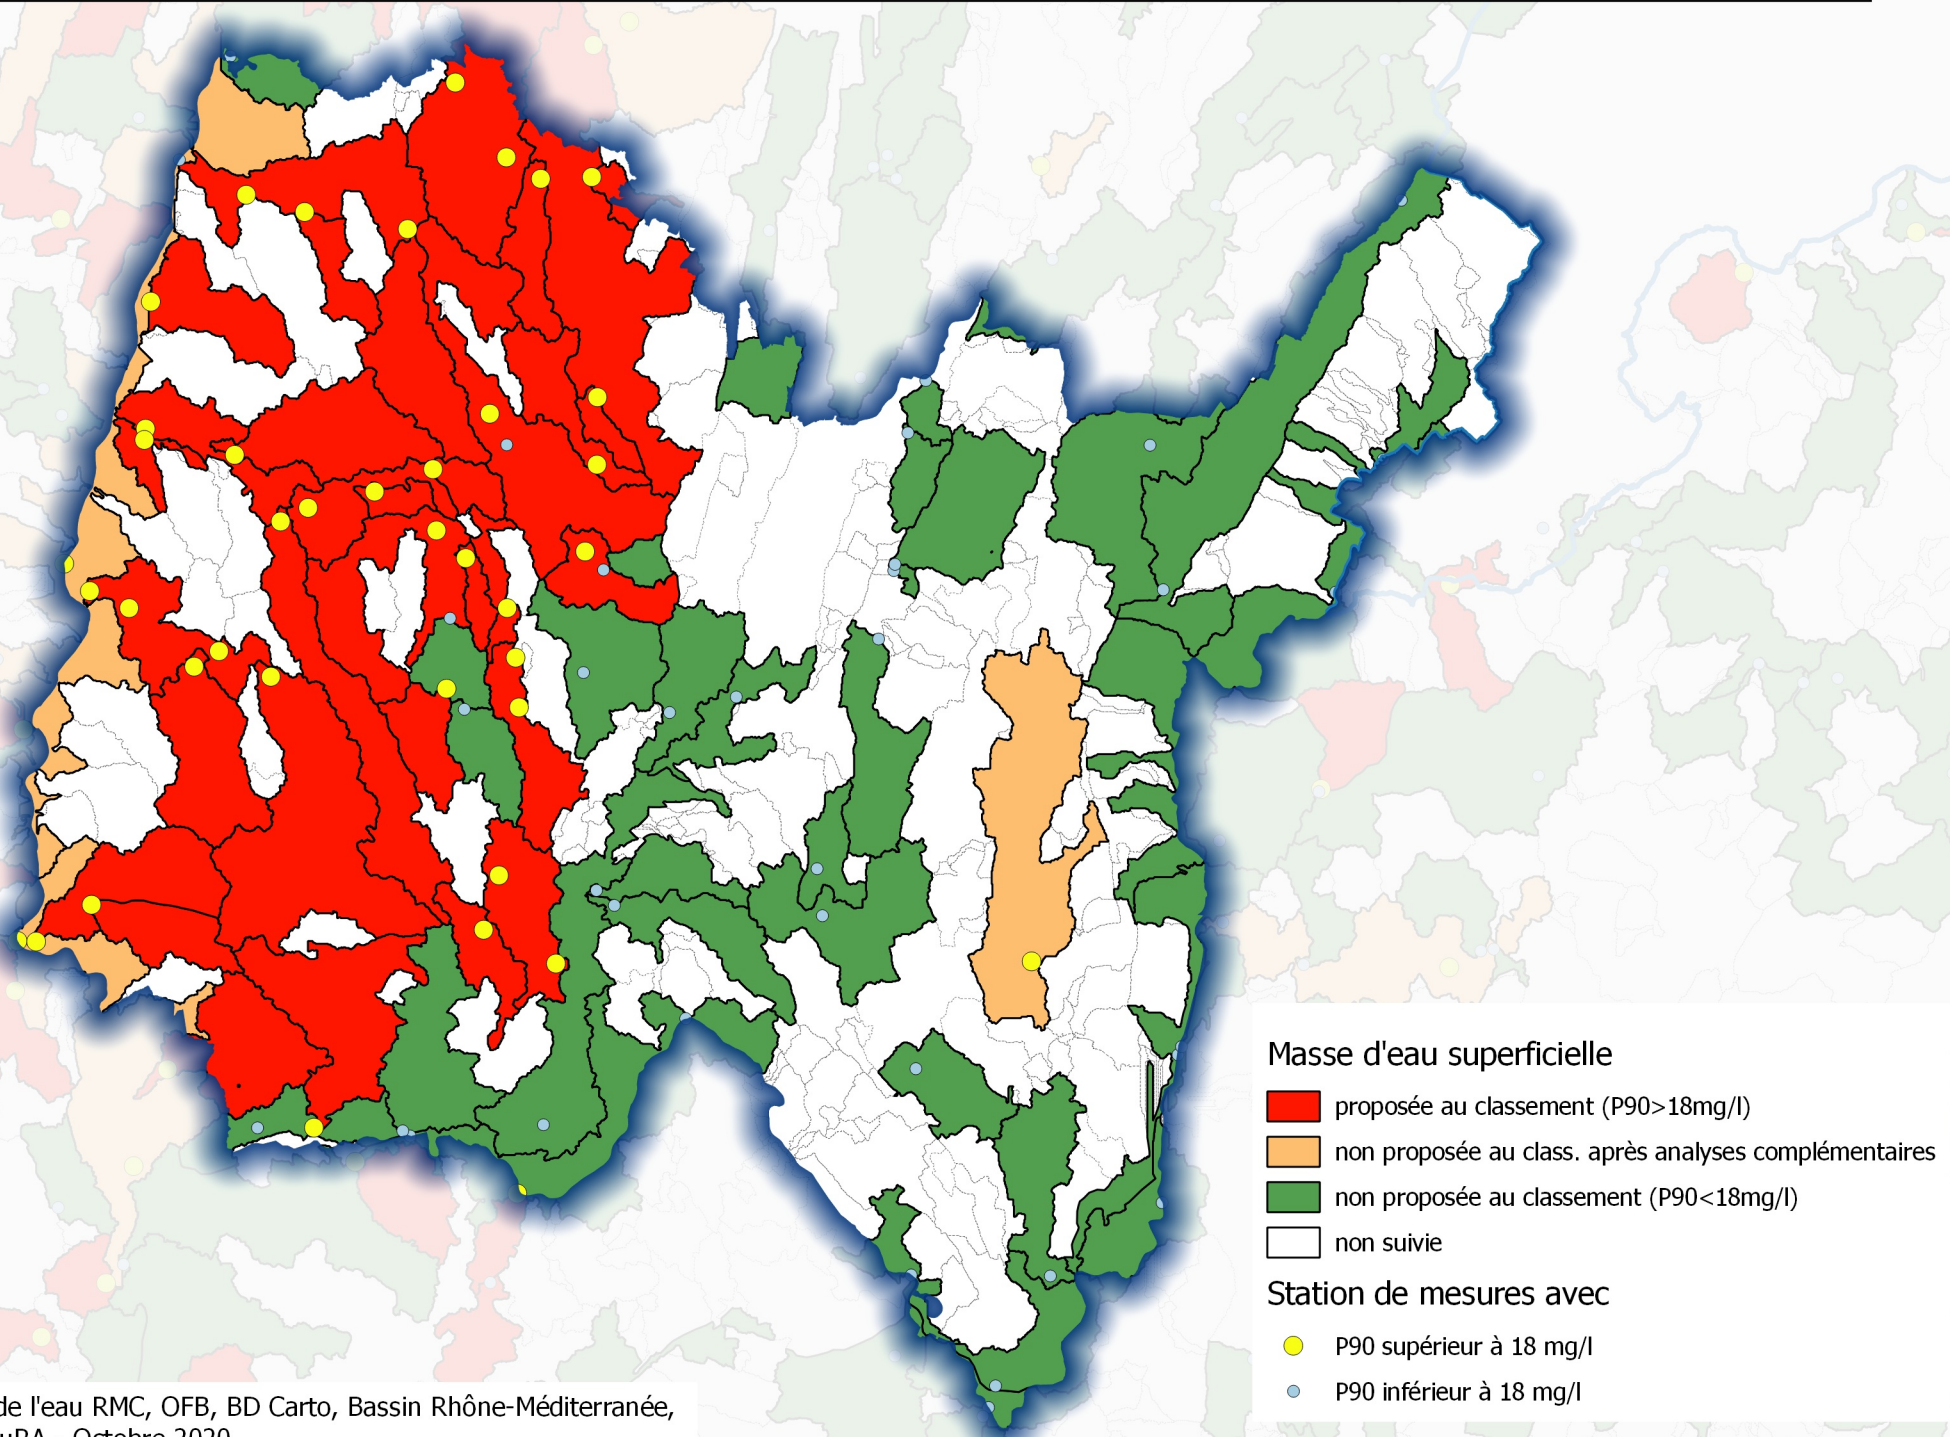 Masse d'eau superficielle
proposée au classement (P90>18mg/l)
non proposée au class. après analyses complémentaires
non proposée au classement (P90<18mg/l)
non suivie
Station de mesures avec
P90 supérieur à 18 mg/l
P90 inférieur à 18 mg/l
de l'eau RMC, OFB, BD Carto, Bassin Rhône-Méditerranée,
Octobre 2020